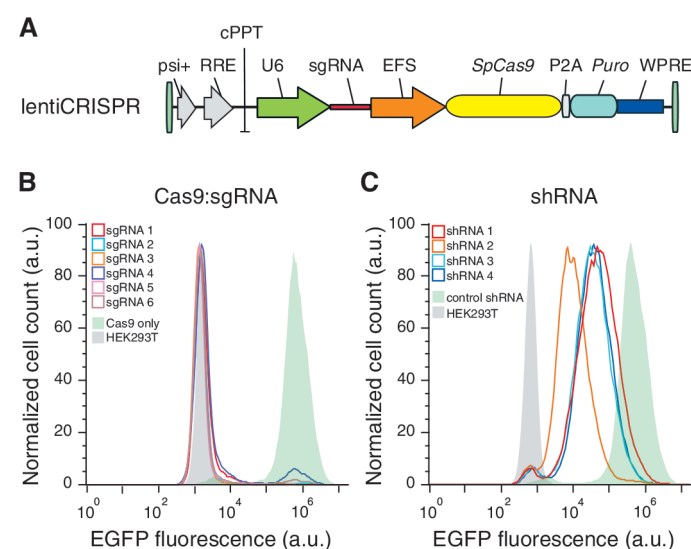 A
cPPT
psi+ RRE U6 sgRNA EFS SpCas9 P2A Puro WPRE
lentiCRISPR
B
Cas9:sgRNA
Normalized cell count (a.u.)
100
80
60
40
20
0
sgRNA 1
sgRNA 2
sgRNA 3
sgRNA 4
sgRNA 5
sgRNA 6
Cas9 only
HEK293T
10^0 10^2 10^4 10^6
EGFP fluorescence (a.u.)
C
shRNA
Normalized cell count (a.u.)
100
80
60
40
20
0
shRNA 1
shRNA 2
shRNA 3
shRNA 4
control shRNA
HEK293T
10^0 10^2 10^4 10^6
EGFP fluorescence (a.u.)